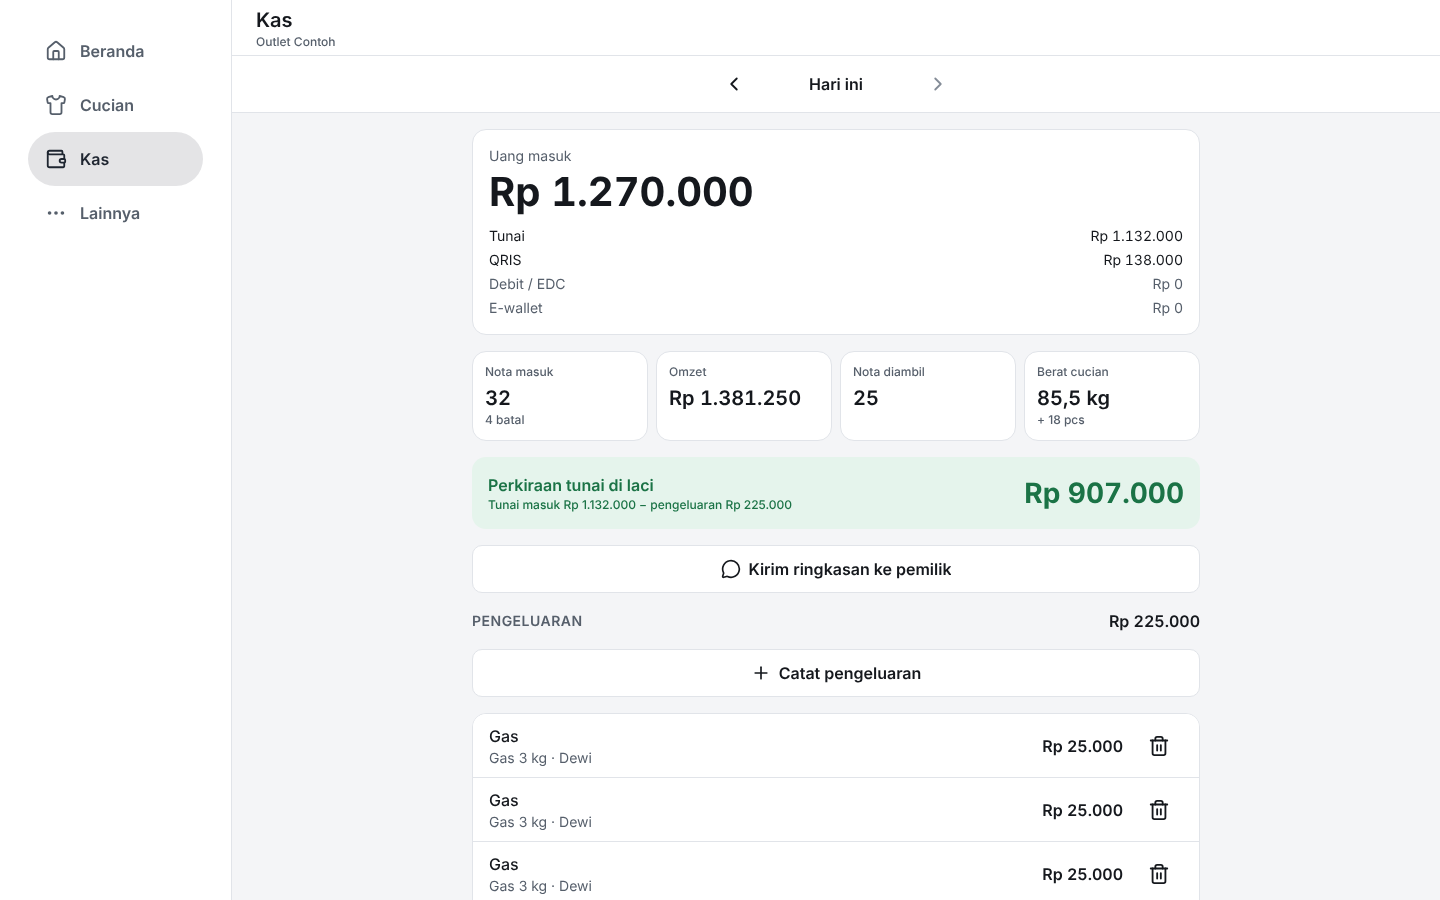 Beranda
Cucian
Kas
Lainnya
Kas
Outlet Contoh
Hari ini
Uang masuk
Rp 1.270.000
Tunai Rp 1.132.000
QRIS Rp 138.000
Debit / EDC Rp 0
E-wallet Rp 0
Nota masuk
32
4 batal
Omzet
Rp 1.381.250
Nota diambil
25
Berat cucian
85,5 kg
+ 18 pcs
Perkiraan tunai di laci
Tunai masuk Rp 1.132.000 − pengeluaran Rp 225.000
Rp 907.000
Kirim ringkasan ke pemilik
PENGELUARAN Rp 225.000
Catat pengeluaran
Gas
Gas 3 kg · Dewi
Rp 25.000
Gas
Gas 3 kg · Dewi
Rp 25.000
Gas
Gas 3 kg · Dewi
Rp 25.000